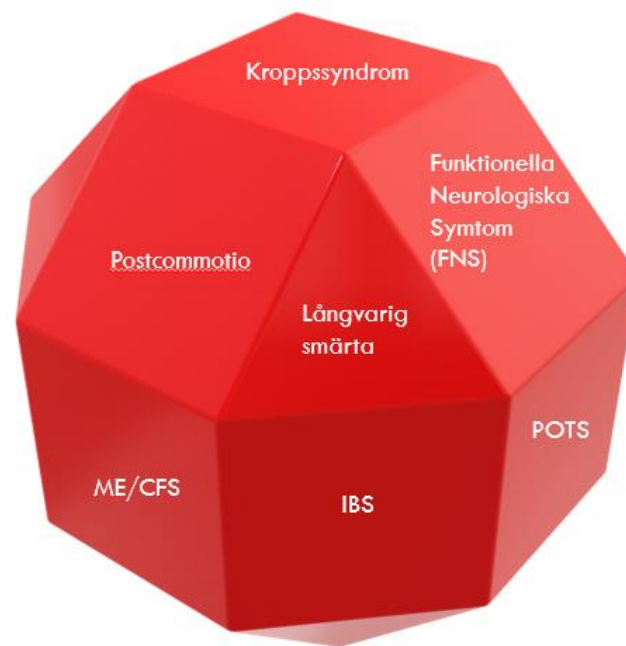 Kroppssyndrom
Funktionella
Neurologiska
Symtom
(FNS)
Postcommotio
Långvarig
smärta
POTS
ME/CFS
IBS